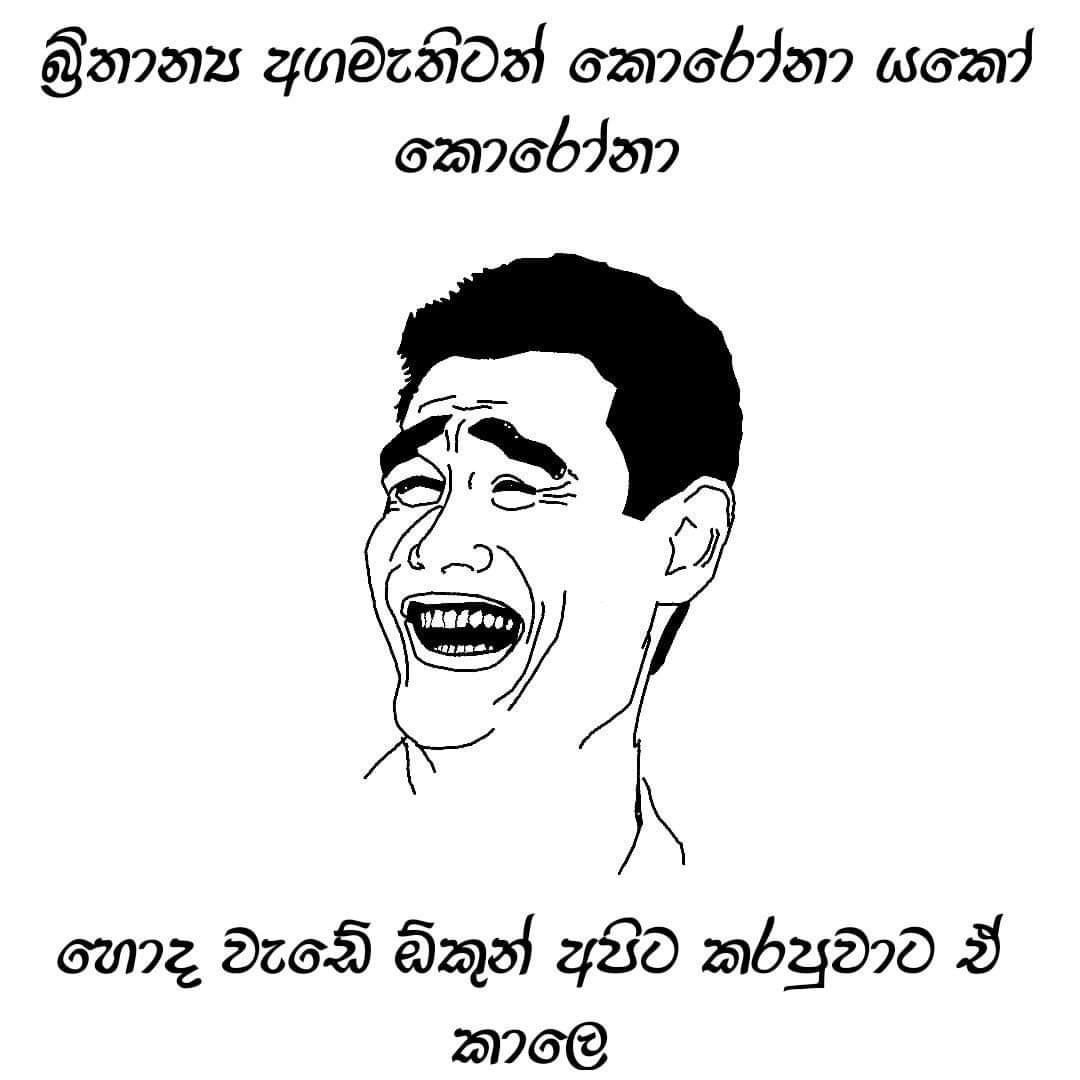 බ්‍රිතාන්‍ය අගමැතිටත් කොරෝනා යකෝ
කොරෝනා
හොද වැඩේ ඕකුන් අපිට කරපුවාට ඒ
කාලෙ